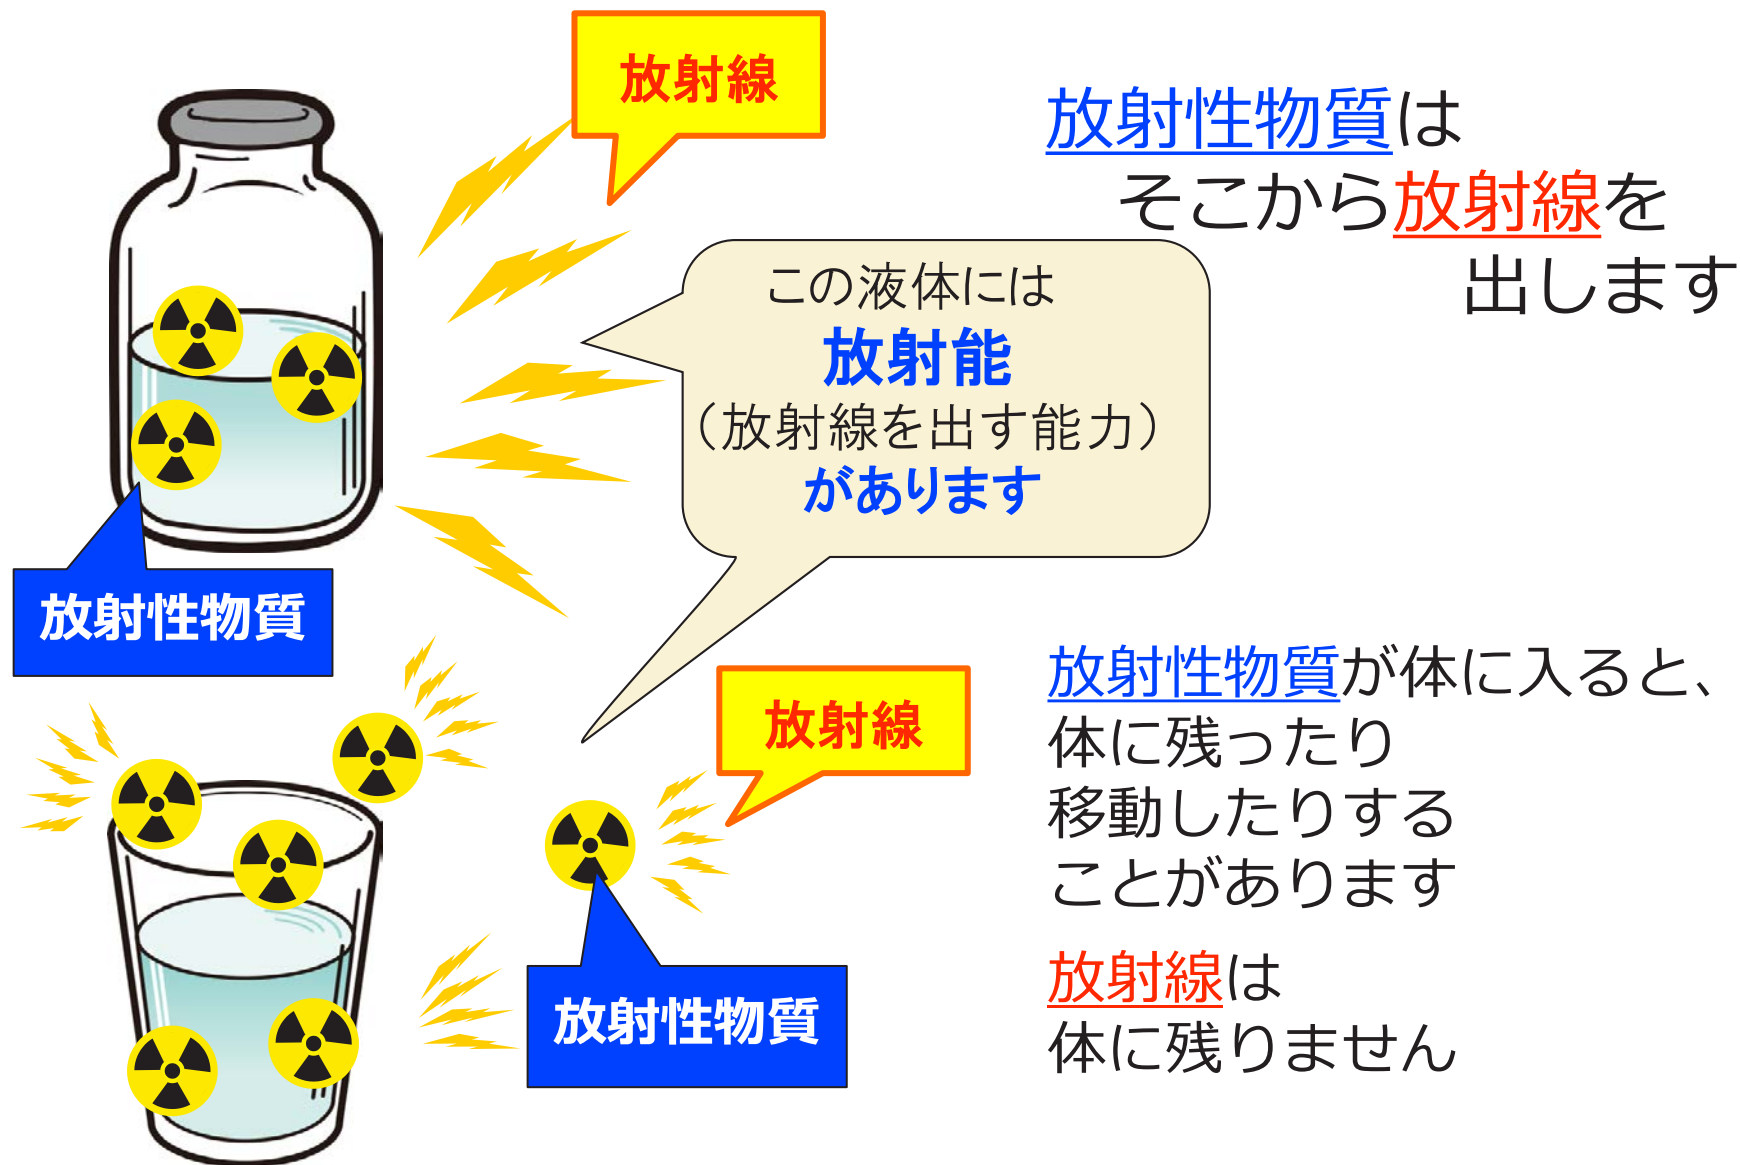 放射線
放射性物質は
そこから放射線を
出します
この液体には
放射能
（放射線を出す能力）
があります
放射性物質
放射線
放射性物質が体に入ると、
体に残ったり
移動したりする
ことがあります
放射性物質
放射線は
体に残りません